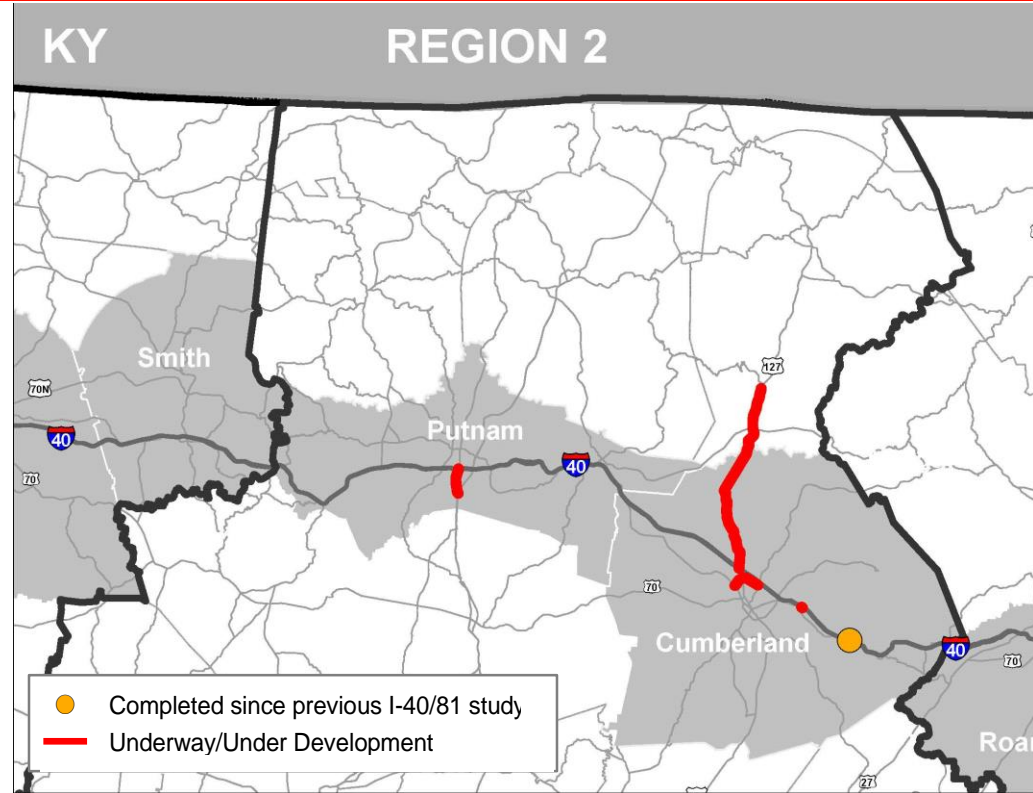 KY
REGION 2
Smith
127
70N
Putnam
40
40
70
70
Cumberland
40
70
Roar
27
Completed since previous I-40/81 study
Underway/Under Development